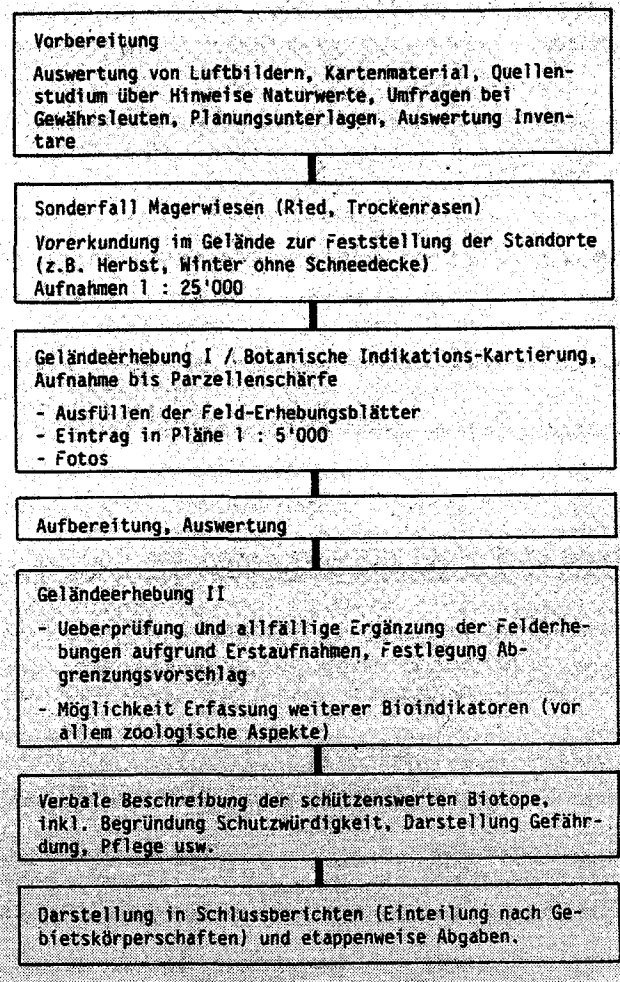 Vorbereitung
Auswertung von Luftbildern, Kartenmaterial, Quellen-
studium über Hinweise Naturwerte, Umfragen bei
Gewährsleuten, Planungsunterlagen, Auswertung Inven-
tare
Sonderfall Magerwiesen (Ried, Trockenrasen)
Vorerkundung im Gelände zur Feststellung der Standorte
(z.B. Herbst, Winter ohne Schneedecke)
Aufnahmen 1 : 25'000
Geländeerhebung I / Botanische Indikations-Kartierung,
Aufnahme bis Parzellenschärfe
- Ausfüllen der Feld-Erhebungsblätter
- Eintrag in Pläne 1 : 5'000
- Fotos
Aufbereitung, Auswertung
Geländeerhebung II
- Ueberprüfung und allfällige Ergänzung der Felderhe-
bungen aufgrund Erstaufnahmen, Festlegung Ab-
grenzungsvorschlag
- Möglichkeit Erfassung weiterer Bioindikatoren (vor
allem zoologische Aspekte)
Verbale Beschreibung der schützenswerten Biotope,
inkl. Begründung Schutzwürdigkeit, Darstellung Gefähr-
dung, Pflege usw.
Darstellung in Schlussberichten (Einteilung nach Ge-
bietskörperschaften) und etappenweise Abgaben.